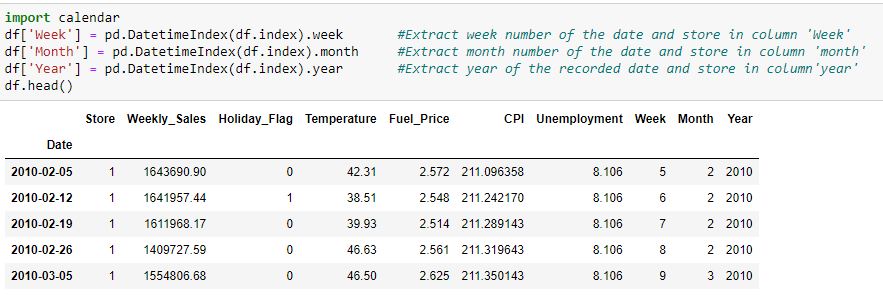 import calendar
df['Week'] = pd.DatetimeIndex(df.index).week #Extract week number of the date and store in column 'Week'
df['Month'] = pd.DatetimeIndex(df.index).month #Extract month number of the date and store in column 'month'
df['Year'] = pd.DatetimeIndex(df.index).year #Extract year of the recorded date and store in column'year'
df.head()
Store Weekly_Sales Holiday_Flag Temperature Fuel_Price CPI Unemployment Week Month Year
Date
2010-02-05 1 1643690.90 0 42.31 2.572 211.096358 8.106 5 2 2010
2010-02-12 1 1641957.44 1 38.51 2.548 211.242170 8.106 6 2 2010
2010-02-19 1 1611968.17 0 39.93 2.514 211.289143 8.106 7 2 2010
2010-02-26 1 1409727.59 0 46.63 2.561 211.319643 8.106 8 2 2010
2010-03-05 1 1554806.68 0 46.50 2.625 211.350143 8.106 9 3 2010